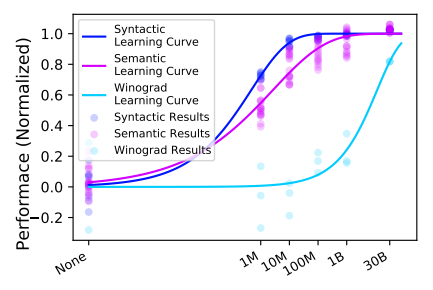 Syntactic
Learning Curve
Semantic
Learning Curve
Winograd
Learning Curve
Syntactic Results
Semantic Results
Winograd Results
Performace (Normalized)
1.0
0.8
0.6
0.4
0.2
0.0
−0.2
None
1M
10M
100M
1B
30B